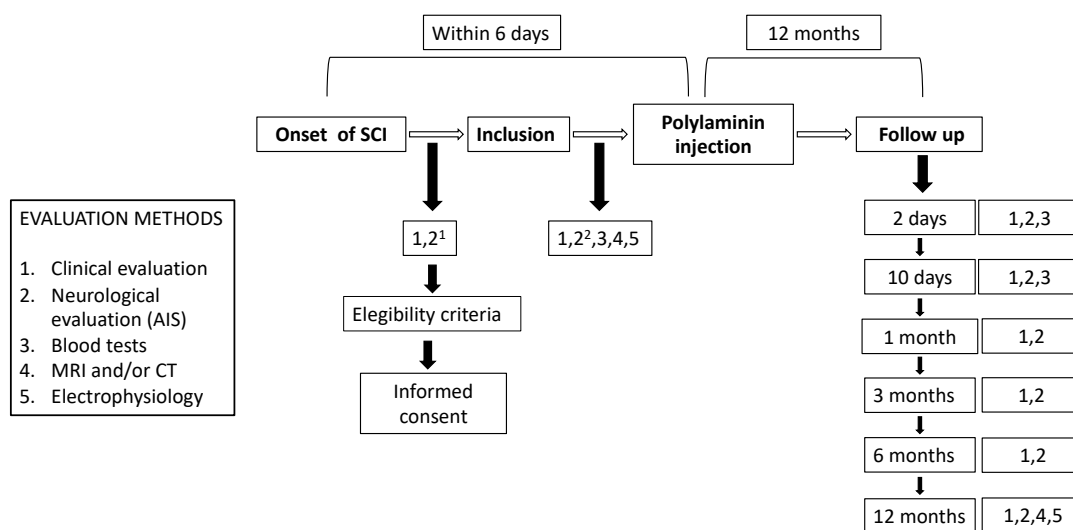 Within 6 days
12 months
Onset of SCI
Inclusion
Polylaminin
injection
Follow up
EVALUATION METHODS
1. Clinical evaluation
2. Neurological
evaluation (AIS)
3. Blood tests
4. MRI and/or CT
5. Electrophysiology
1,2¹
Elegibility criteria
Informed
consent
1,2²,3,4,5
2 days
1,2,3
10 days
1,2,3
1 month
1,2
3 months
1,2
6 months
1,2
12 months
1,2,4,5